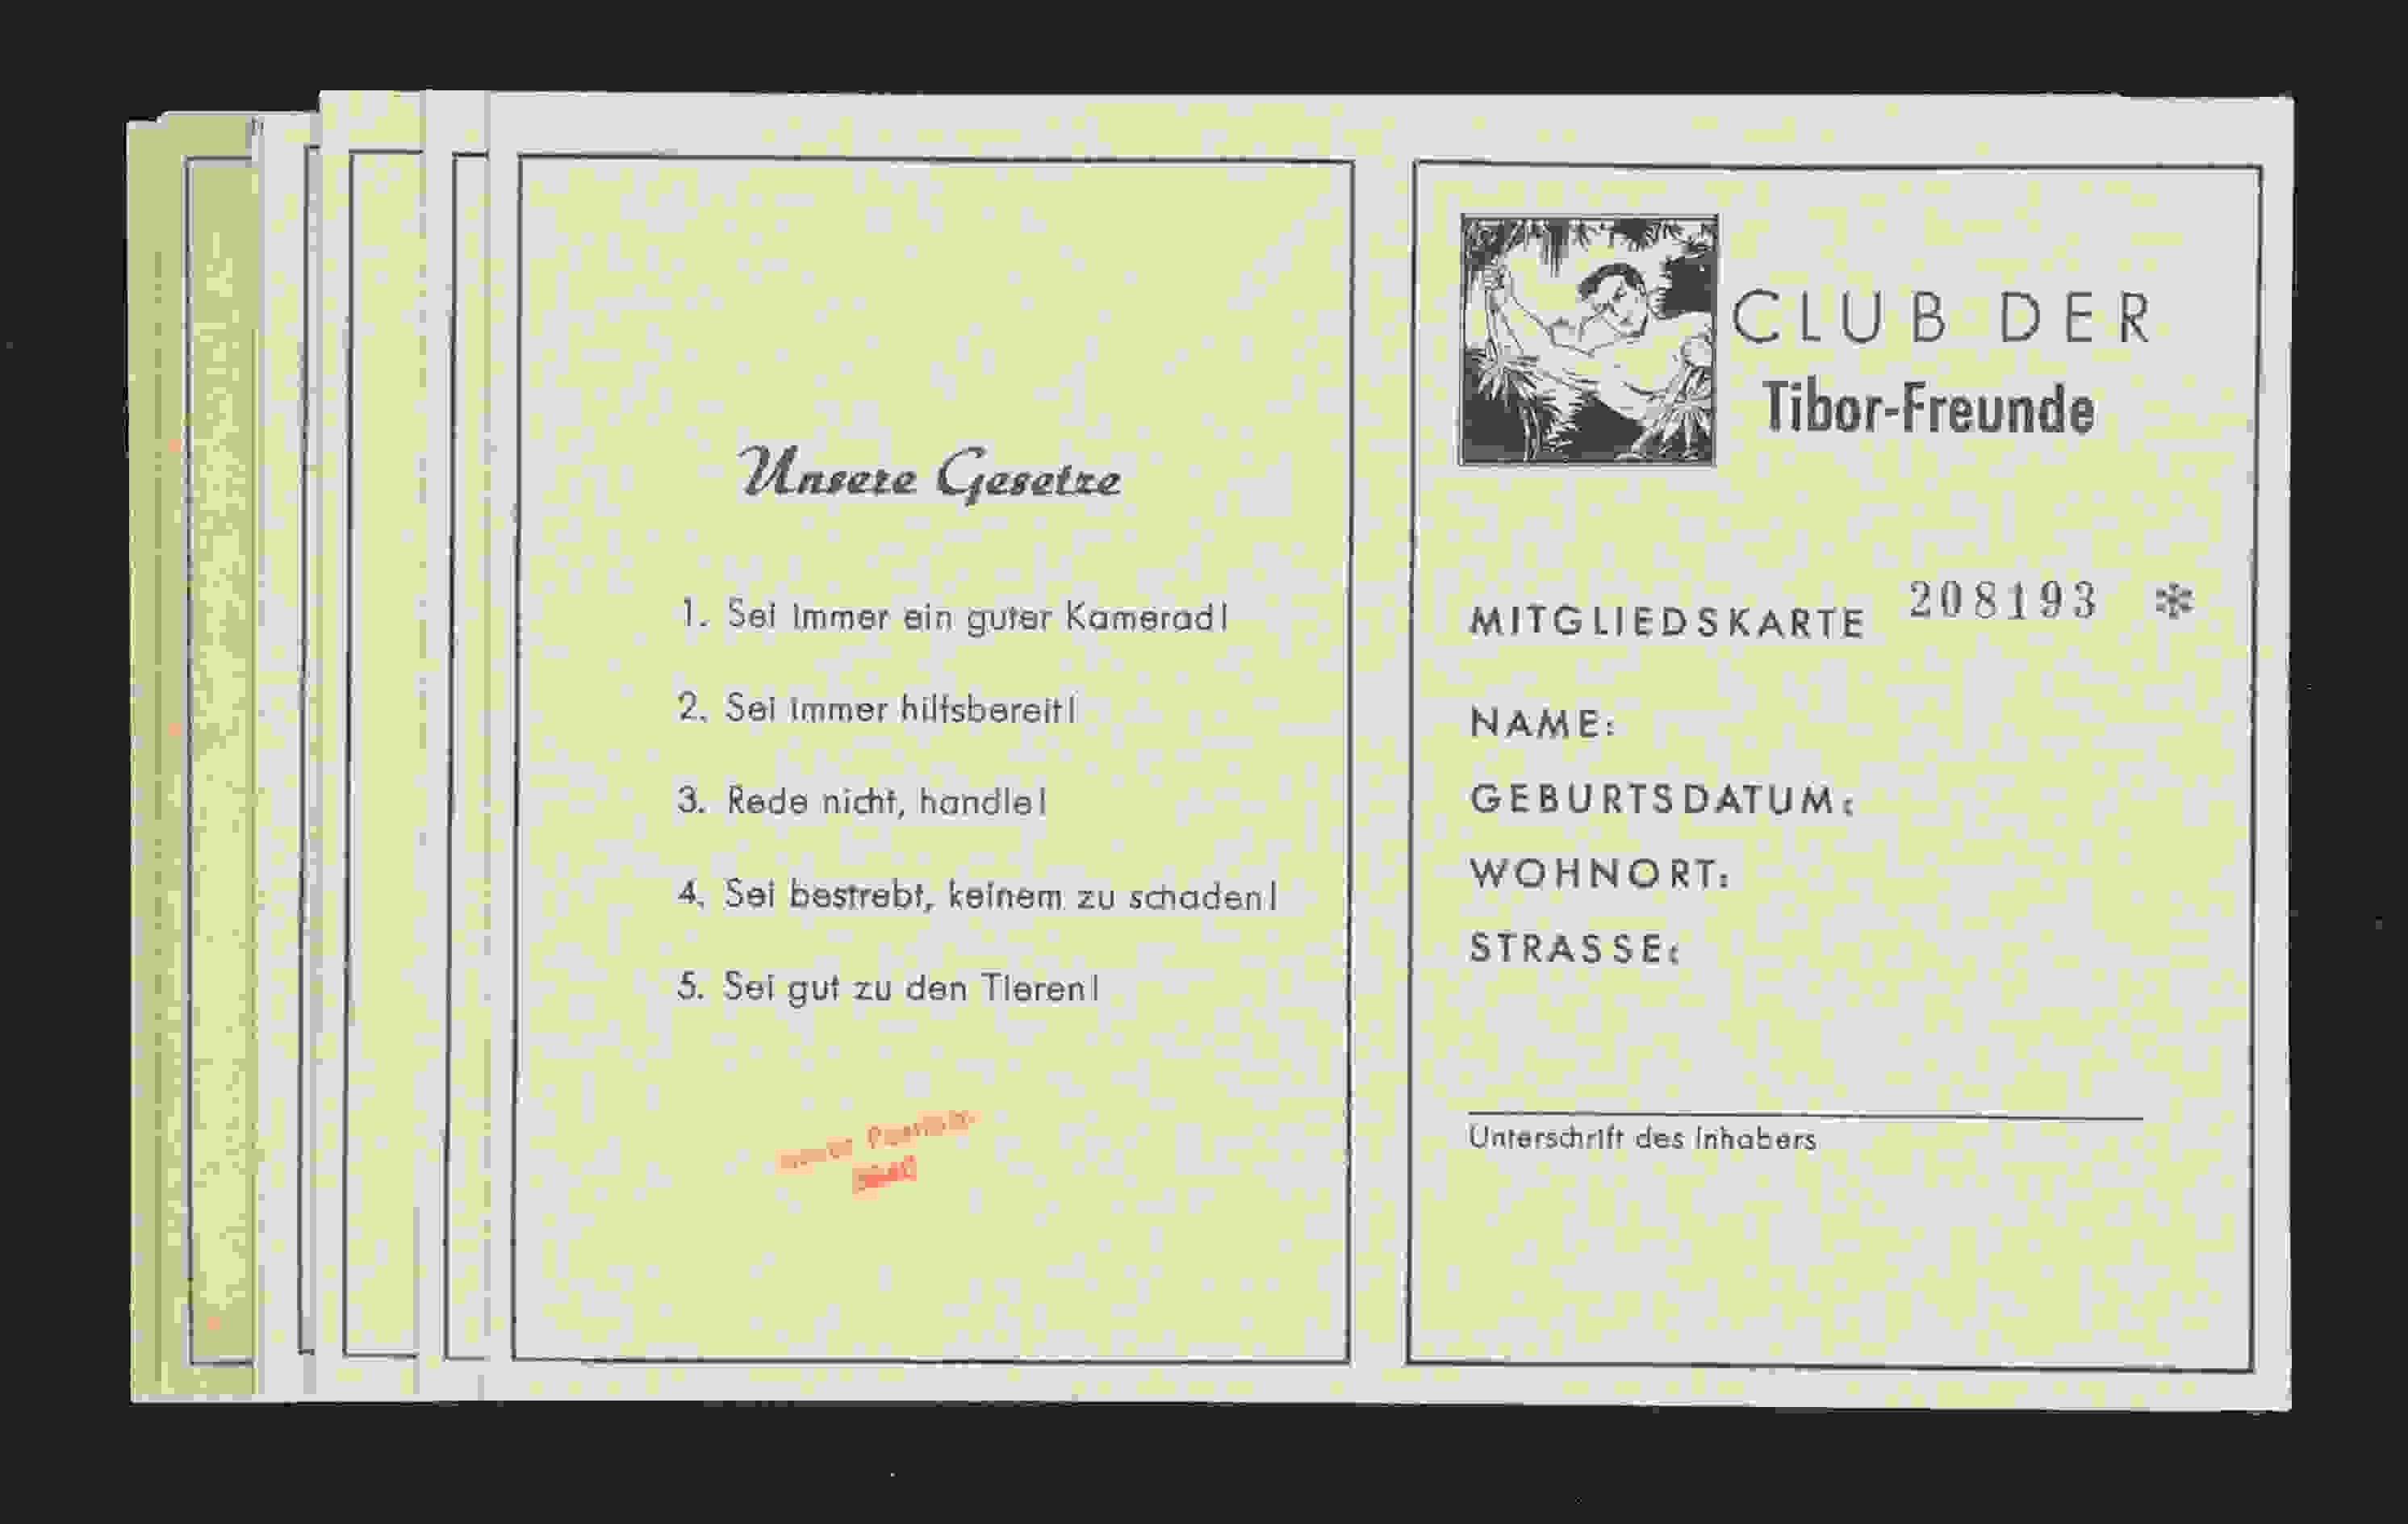 Unsere Gesetze
1. Sei immer ein guter Kamerad!
2. Sei immer hilfsbereit!
3. Rede nicht, handle!
4. Sei bestrebt, keinem zu schaden!
5. Sei gut zu den Tieren!
CLUB DER
Tibor-Freunde
MITGLIEDSKARTE 208193 *
NAME:
GEBURTSDATUM:
WOHNORT:
STRASSE:
Unterschrift des Inhabers